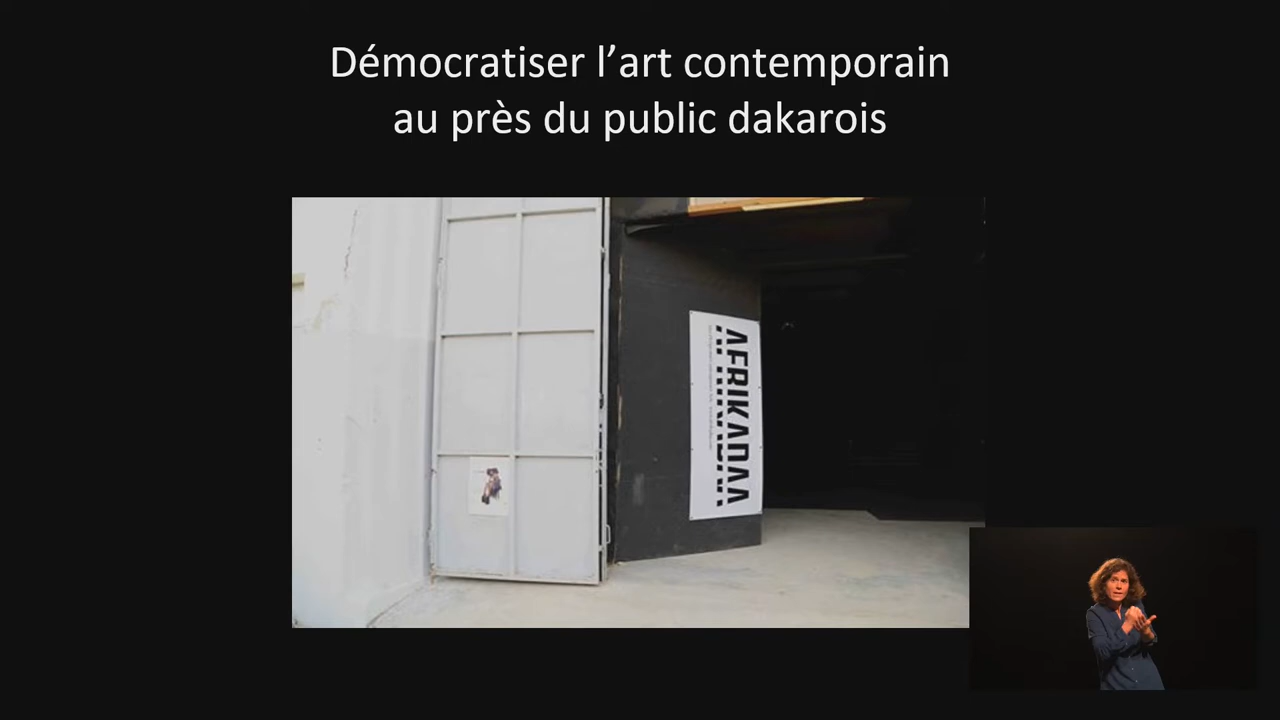 Démocratiser l’art contemporain
au près du public dakarois
AFRIKADAA